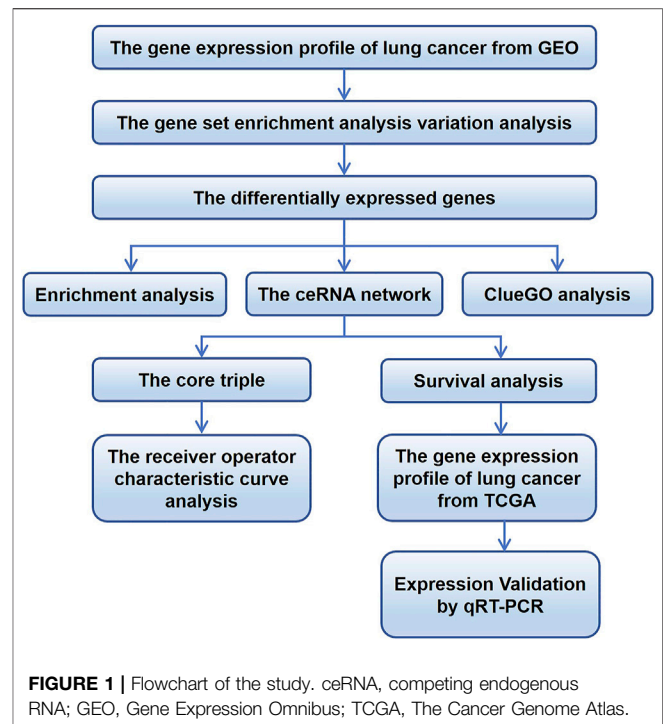 The gene expression profile of lung cancer from GEO
The gene set enrichment analysis variation analysis
The differentially expressed genes
Enrichment analysis
The ceRNA network
ClueGO analysis
The core triple
Survival analysis
The receiver operator
characteristic curve
analysis
The gene expression
profile of lung cancer
from TCGA
Expression Validation
by qRT-PCR
FIGURE 1 | Flowchart of the study. ceRNA, competing endogenous
RNA; GEO, Gene Expression Omnibus; TCGA, The Cancer Genome Atlas.